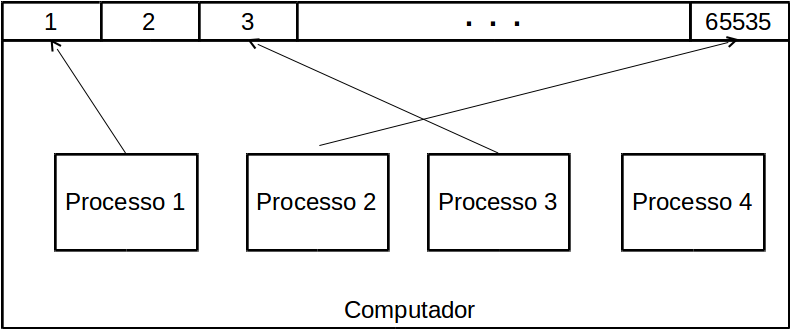 1 2 3 . . . 65535
Processo 1 Processo 2 Processo 3 Processo 4
Computador